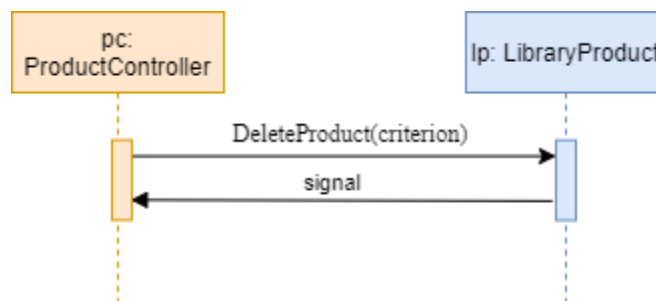 pc:
ProductController
lp: LibraryProduct
DeleteProduct(criterion)
signal